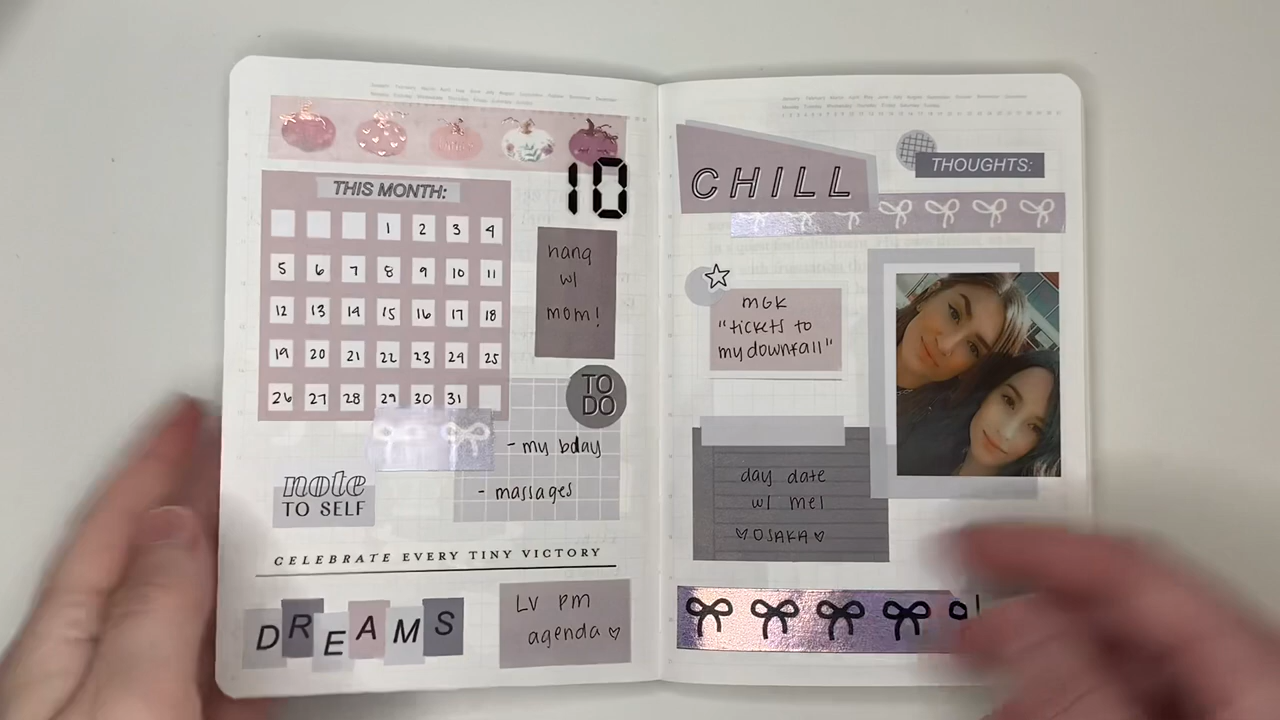 10
THIS MONTH:
1 2 3 4
5 6 7 8 9 10 11
12 13 14 15 16 17 18
19 20 21 22 23 24 25
26 27 28 29 30 31
hang
w/
mom!
TO
DO
- my bday
- massages
note
TO SELF
CELEBRATE EVERY TINY VICTORY
DREAMS
LV PM
agenda ♡
CHILL
THOUGHTS:
MGK
"tickets to
my downfall"
day date
w/ mel
♡OSAKA♡